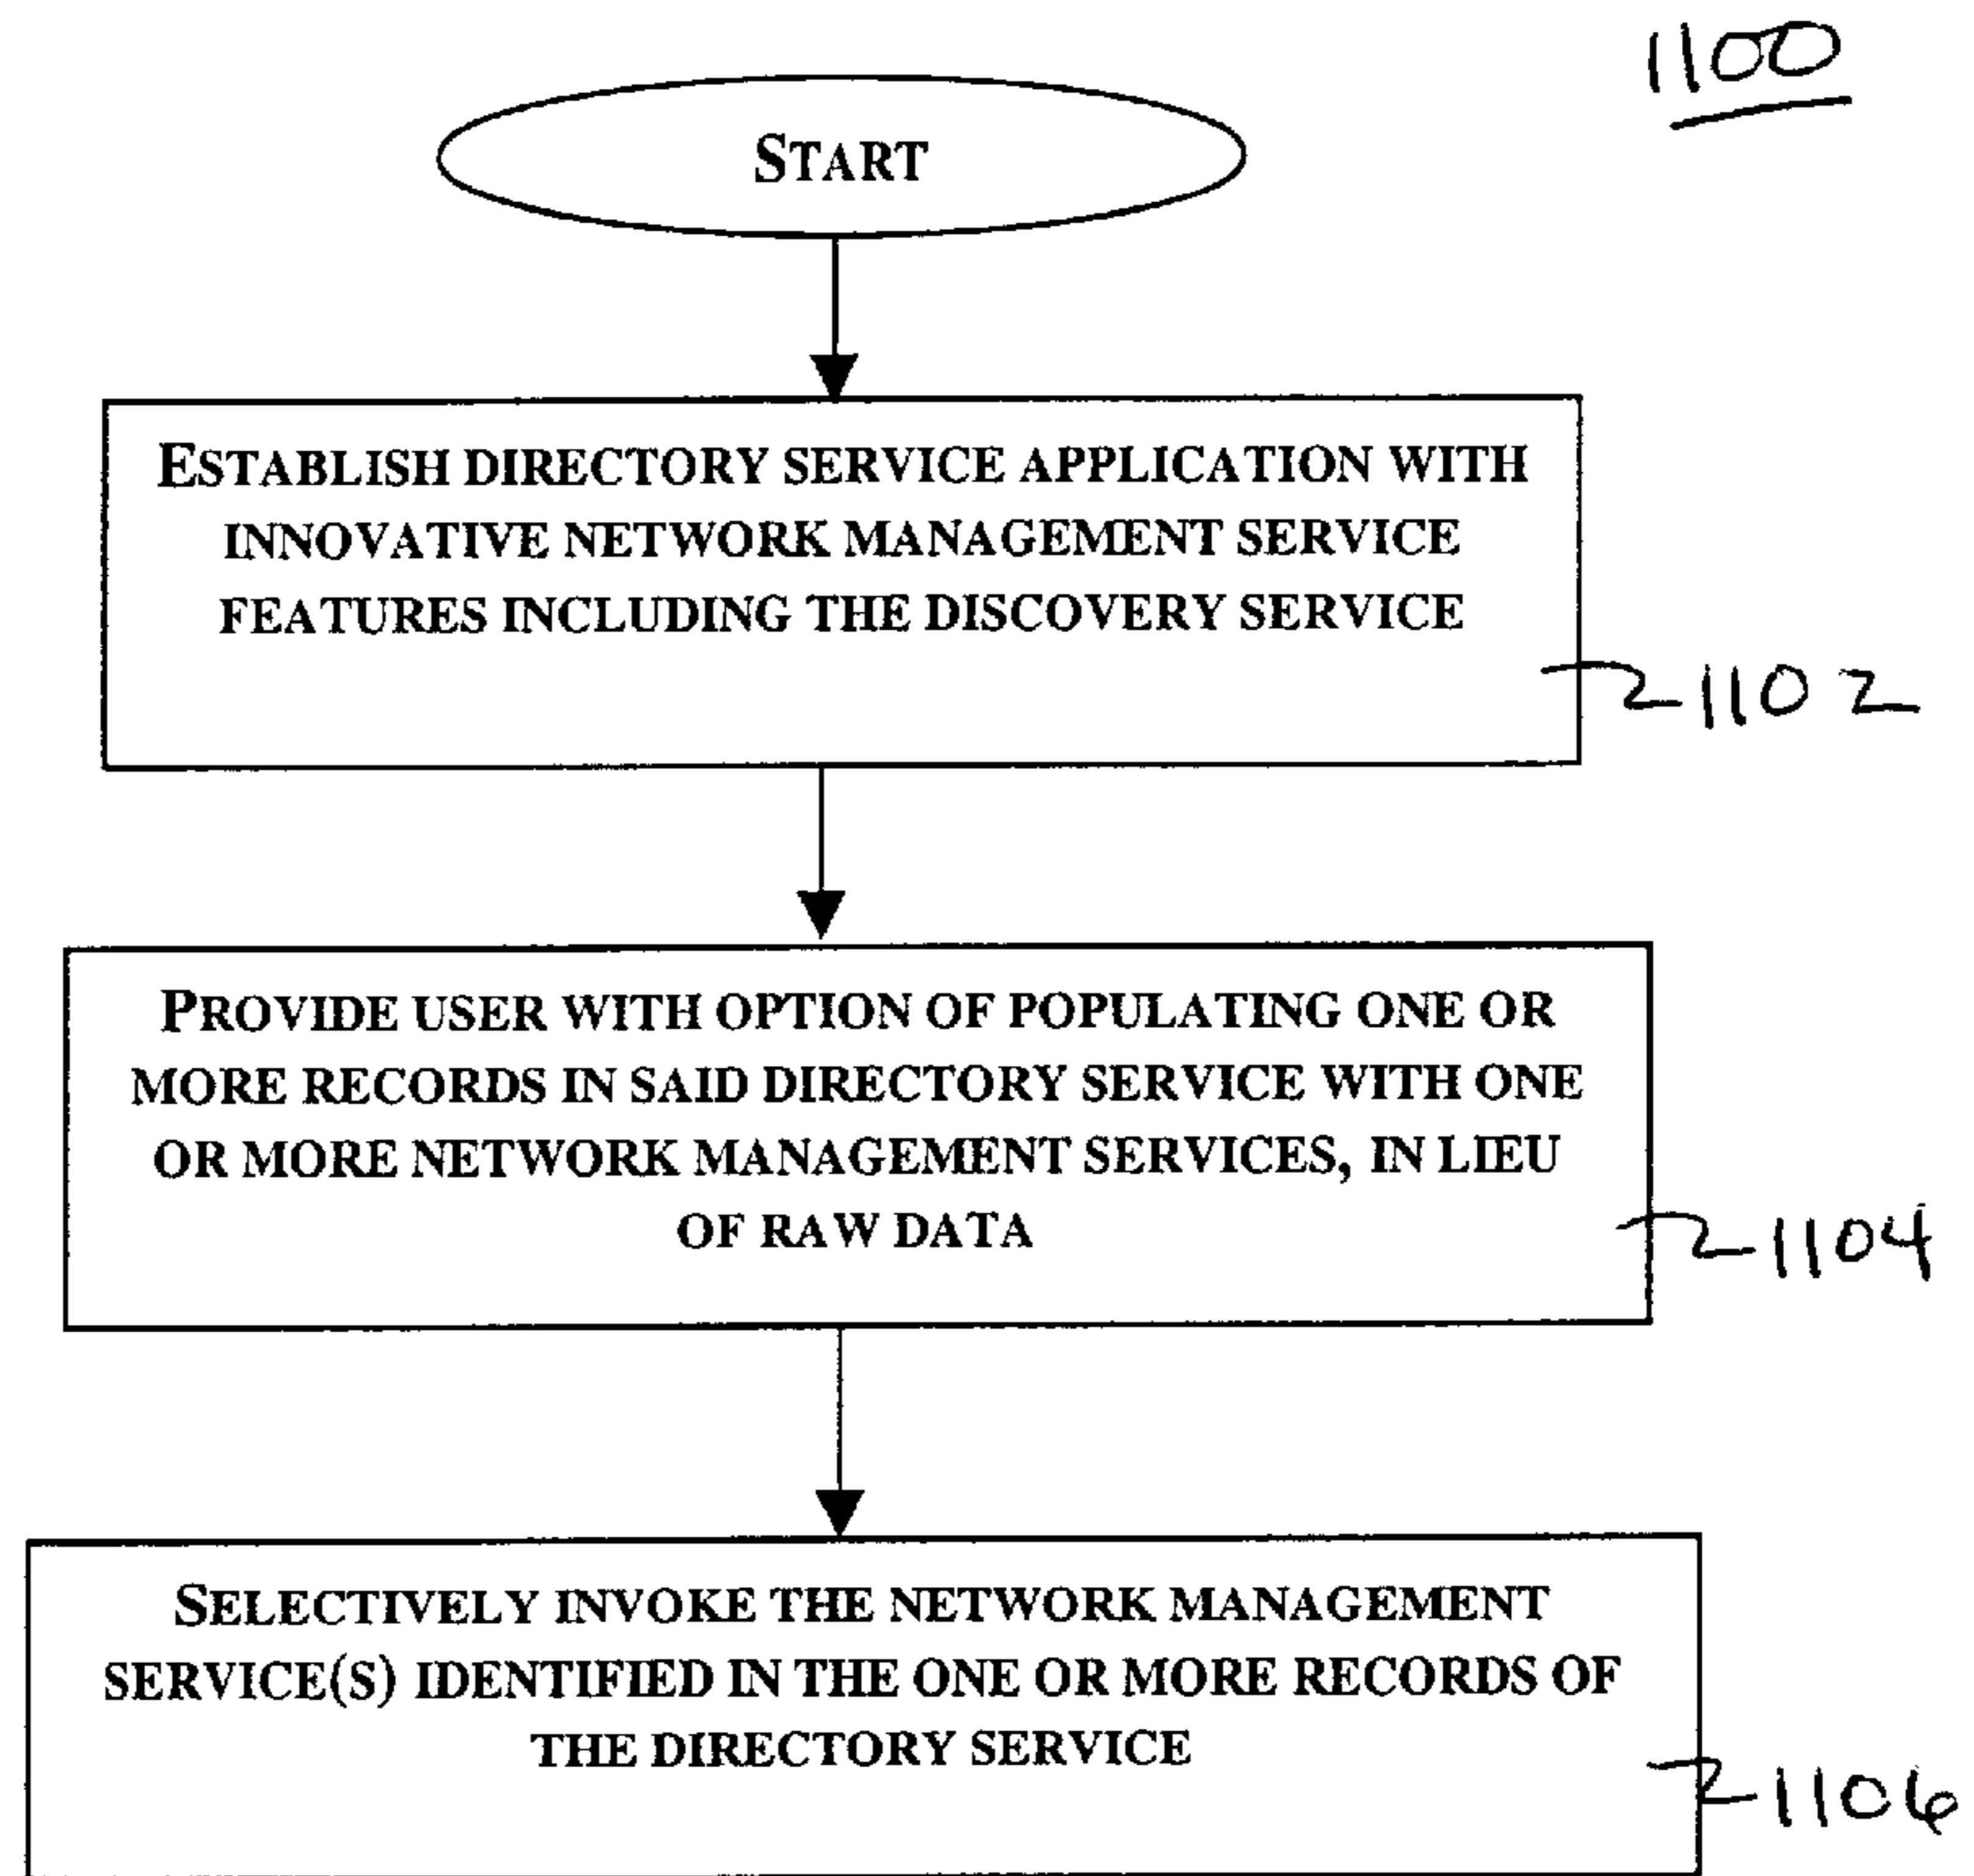 1100
START
ESTABLISH DIRECTORY SERVICE APPLICATION WITH
INNOVATIVE NETWORK MANAGEMENT SERVICE
FEATURES INCLUDING THE DISCOVERY SERVICE
1102
PROVIDE USER WITH OPTION OF POPULATING ONE OR
MORE RECORDS IN SAID DIRECTORY SERVICE WITH ONE
OR MORE NETWORK MANAGEMENT SERVICES, IN LIEU
OF RAW DATA
1104
SELECTIVELY INVOKE THE NETWORK MANAGEMENT
SERVICE(S) IDENTIFIED IN THE ONE OR MORE RECORDS OF
THE DIRECTORY SERVICE
1106